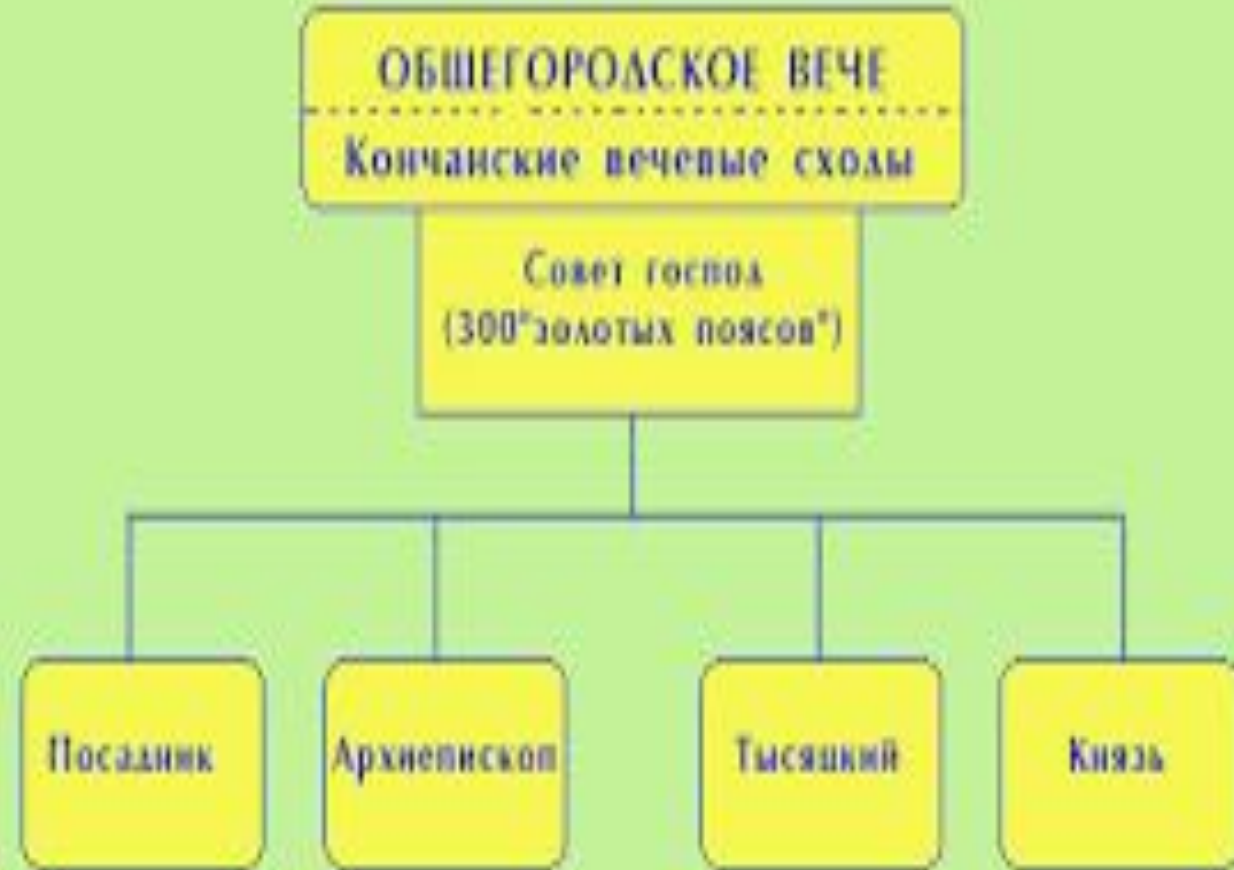 ОБЩЕГОРОДСКОЕ ВЕЧЕ
Кончанские вечевые сходы
Совет господ
(300"золотых поясов")
Посадник
Архиепископ
Тысяцкий
Князь